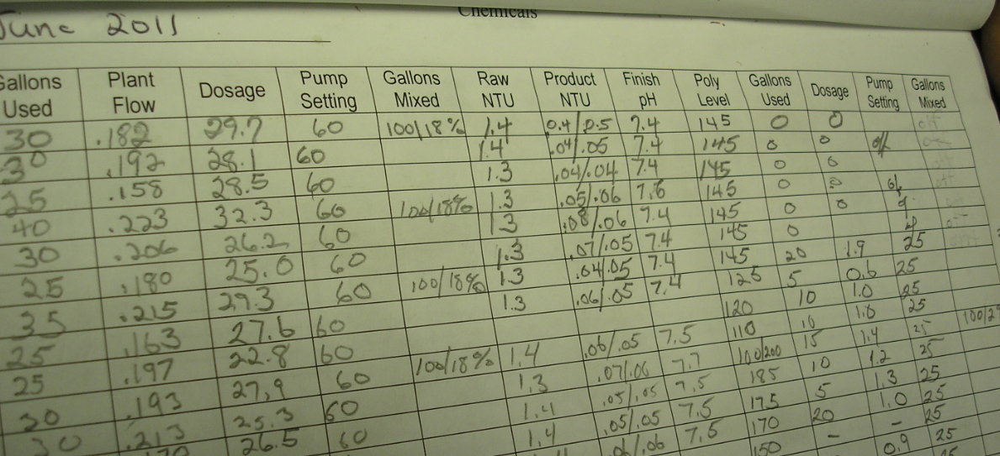 Chemicals
June 2011
Gallons Used Plant Flow Dosage Pump Setting Gallons Mixed Raw NTU Product NTU Finish pH Poly Level Gallons Used Dosage Pump Setting Gallons Mixed
30 .182 29.7 60 100/18% 1.4 0.4/0.5 7.4 145 0 0 off
30 .192 28.1 60 1.4 .04/.05 7.4 145 0 0 off
25 .158 28.5 60 1.3 .04/.04 7.4 145 0 0
40 .223 32.3 60 100/18% 1.3 .05/.06 7.6 145 0 0
30 .206 26.2 60 1.3 .08/.06 7.4 145 0 0
25 .180 25.0 60 1.3 .07/.05 7.4 145 0
35 .215 29.3 60 100/18% 1.3 .04/.05 7.4 145 20 1.9 25
25 .163 27.6 60 1.3 .06/.05 7.4 125 5 0.6 25
25 .197 22.8 60 120 10 1.0 25
30 .193 27.9 60 100/18% 1.4 .06/.05 7.5 110 10 1.6 25
30 .213 25.3 60 1.3 .07/.06 7.7 100/200 15 1.4 25
26.5 60 1.4 .05/.05 7.5 185 10 1.2 25
1.4 .05/.05 7.5 175 5 1.3 25
.06/.06 7.5 170 20 1.0 25
150 - - 25
0.9 25